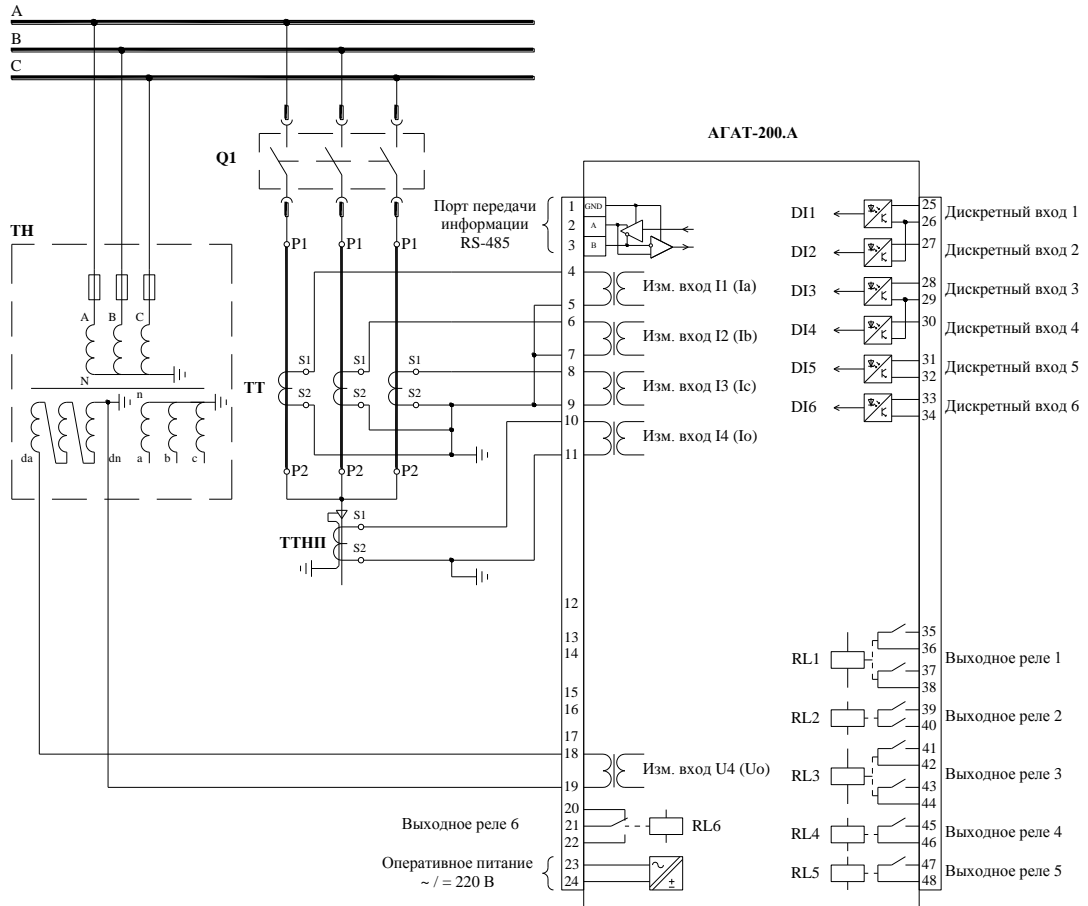 A
B
C
Q1
ТН
A B C
N
n
da dn a b c
P1 P1 P1
ТТ
S1 S1 S1
S2 S2 S2
P2 P2 P2
ТТНП
S1
S2
АГАТ-200.А
Порт передачи
информации
RS-485
1 GND
2 A
3 B
4
Изм. вход I1 (Ia)
5
6
Изм. вход I2 (Ib)
7
8
Изм. вход I3 (Ic)
9
10
Изм. вход I4 (Io)
11
12
13
14
15
16
17
18
Изм. вход U4 (Uo)
19
20
Выходное реле 6 21 RL6
22
Оперативное питание
~ / = 220 В
23
24
DI1 25 Дискретный вход 1
26
DI2 27 Дискретный вход 2
DI3 28 Дискретный вход 3
29
DI4 30 Дискретный вход 4
DI5 31 Дискретный вход 5
32
DI6 33 Дискретный вход 6
34
35
36
RL1 Выходное реле 1
37
38
39
RL2 Выходное реле 2
40
41
42
RL3 Выходное реле 3
43
44
45
RL4 Выходное реле 4
46
47
RL5 Выходное реле 5
48